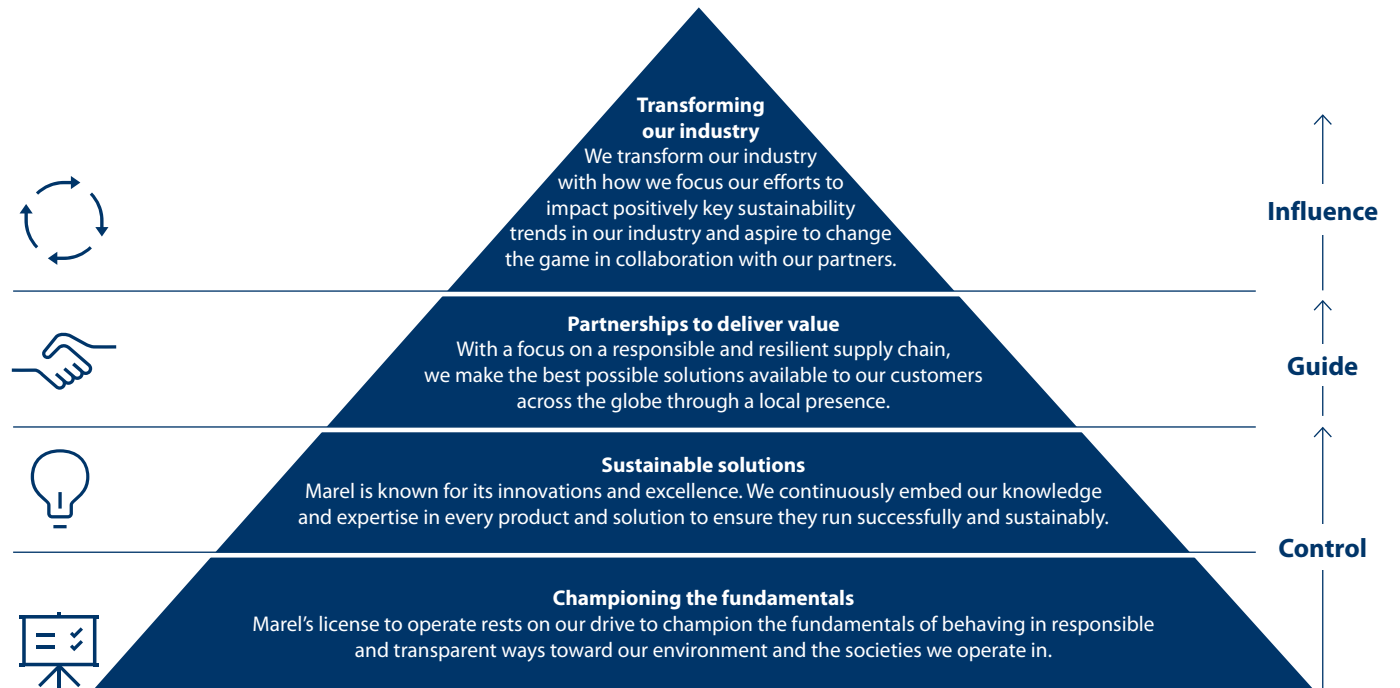 Transforming
our industry
We transform our industry
with how we focus our efforts to
impact positively key sustainability
trends in our industry and aspire to change
the game in collaboration with our partners.
Influence
Partnerships to deliver value
With a focus on a responsible and resilient supply chain,
we make the best possible solutions available to our customers
across the globe through a local presence.
Guide
Sustainable solutions
Marel is known for its innovations and excellence. We continuously embed our knowledge
and expertise in every product and solution to ensure they run successfully and sustainably.
Control
Championing the fundamentals
Marel’s license to operate rests on our drive to champion the fundamentals of behaving in responsible
and transparent ways toward our environment and the societies we operate in.